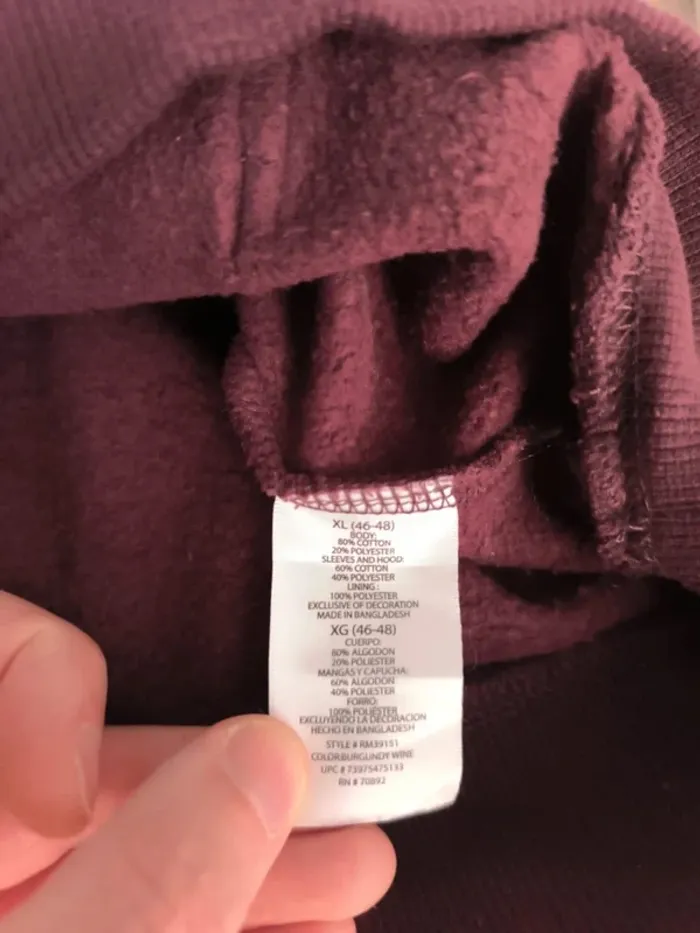 XL (46-48)
BODY:
80% COTTON
20% POLYESTER
SLEEVES AND HOOD:
60% COTTON
40% POLYESTER
LINING :
100% POLYESTER
EXCLUSIVE OF DECORATION
MADE IN BANGLADESH
XG (46-48)
CUERPO:
80% ALGODON
20% POLIESTER
MANGAS Y CAPUCHA:
60% ALGODON
40% POLIESTER
FORRO:
100% POLIÉSTER
EXCLUYENDO LA DECORACION
HECHO EN BANGLADESH
STYLE # RM39151
COLOR:BURGUNDY WINE
UPC # 73975475133
RN # 70892